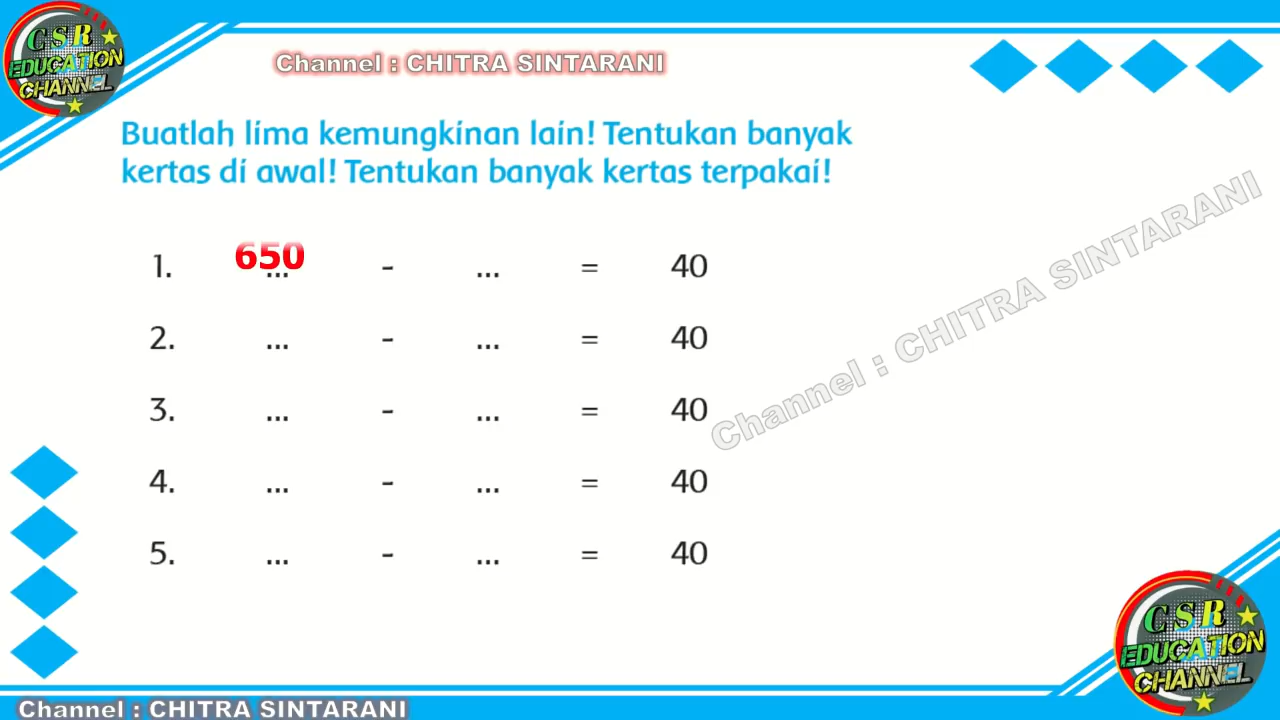 CSR
EDUCATION
CHANNEL
Channel : CHITRA SINTARANI
Buatlah lima kemungkinan lain! Tentukan banyak
kertas di awal! Tentukan banyak kertas terpakai!
1. 650 ... - ... = 40
2. ... - ... = 40
3. ... - ... = 40
4. ... - ... = 40
5. ... - ... = 40
Channel : CHITRA SINTARANI
CSR
EDUCATION
CHANNEL
Channel : CHITRA SINTARANI